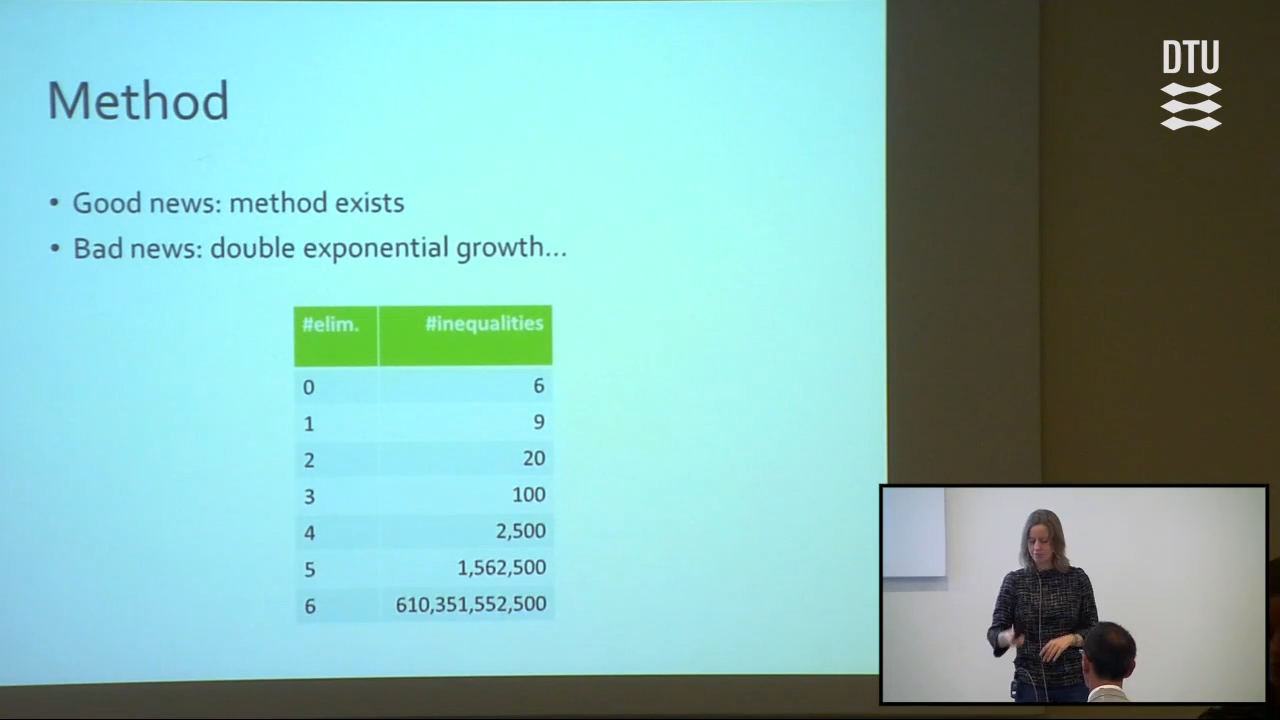 Method
• Good news: method exists
• Bad news: double exponential growth...
#elim. #inequalities
0 6
1 9
2 20
3 100
4 2,500
5 1,562,500
6 610,351,552,500
DTU